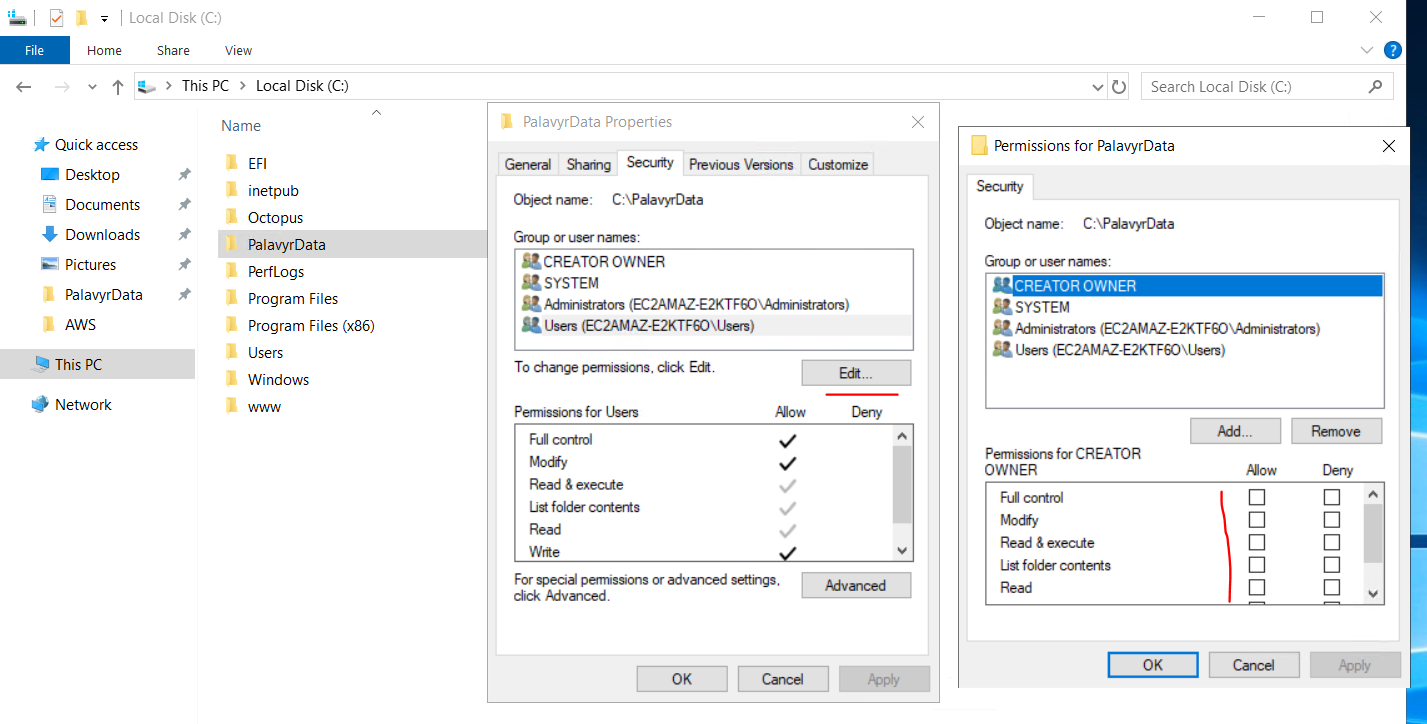 Local Disk (C:)
File Home Share View
This PC Local Disk (C:) Search Local Disk (C:)
Quick access
Desktop
Documents
Downloads
Pictures
PalavyrData
AWS
This PC
Network
Name
EFI
inetpub
Octopus
PalavyrData
PerfLogs
Program Files
Program Files (x86)
Users
Windows
www
PalavyrData Properties
General Sharing Security Previous Versions Customize
Object name: C:\PalavyrData
Group or user names:
CREATOR OWNER
SYSTEM
Administrators (EC2AMAZ-E2KTF6O\Administrators)
Users (EC2AMAZ-E2KTF6O\Users)
To change permissions, click Edit.
Edit...
Permissions for Users Allow Deny
Full control
Modify
Read & execute
List folder contents
Read
Write
For special permissions or advanced settings,
click Advanced.
Advanced
OK Cancel Apply
Permissions for PalavyrData
Security
Object name: C:\PalavyrData
Group or user names:
CREATOR OWNER
SYSTEM
Administrators (EC2AMAZ-E2KTF6O\Administrators)
Users (EC2AMAZ-E2KTF6O\Users)
Add... Remove
Permissions for CREATOR
OWNER Allow Deny
Full control
Modify
Read & execute
List folder contents
Read
OK Cancel Apply